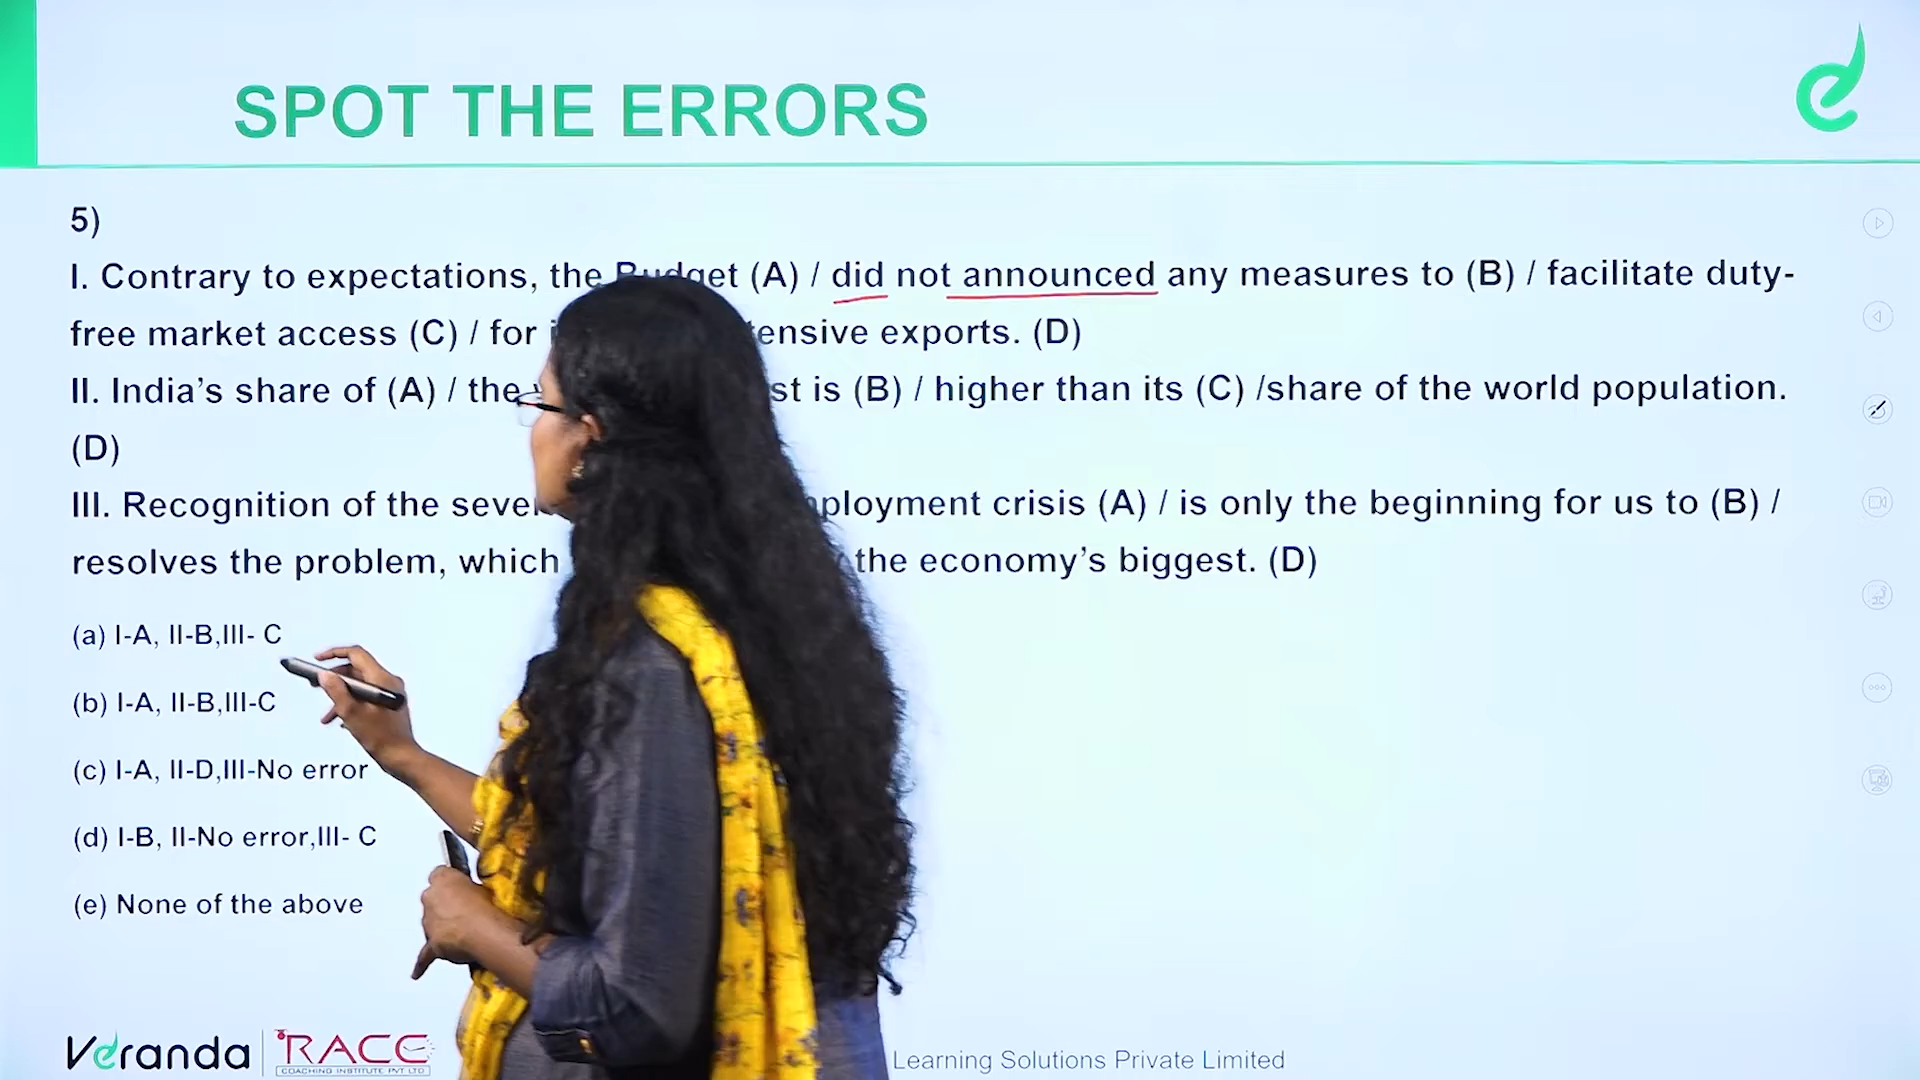 SPOT THE ERRORS
5)
I. Contrary to expectations, the Budget (A) / did not announced any measures to (B) / facilitate duty-
free market access (C) / for tensive exports. (D)
II. India's share of (A) / the st is (B) / higher than its (C) /share of the world population.
(D)
III. Recognition of the seve ployment crisis (A) / is only the beginning for us to (B) /
resolves the problem, which the economy's biggest. (D)
(a) I-A, II-B,III- C
(b) I-A, II-B,III-C
(c) I-A, II-D,III-No error
(d) I-B, II-No error,III- C
(e) None of the above
Veranda RACE
COACHING INSTITUTE PVT LTD
Learning Solutions Private Limited